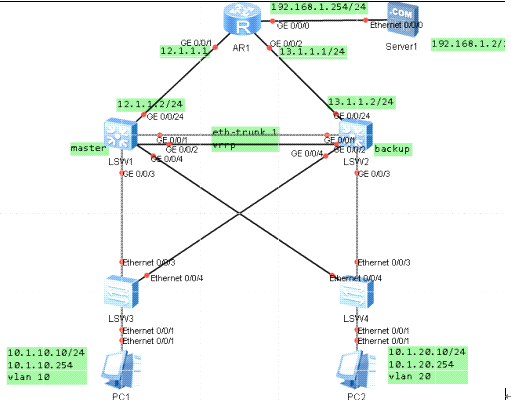 192.168.1.254/24
GE 0/0/0
Ethernet 0/0/0
.COM
Server1
192.168.1.2/
R
AR1
GE 0/0/1
GE 0/0/2
12.1.1.1
13.1.1.1/24
12.1.1.2/24
13.1.1.2/24
GE 0/0/24
GE 0/0/24
eth-trunk 1
vrrp
GE 0/0/1
GE 0/0/1
GE 0/0/2
GE 0/0/2
master
LSW1
GE 0/0/4
GE 0/0/4
LSW2
backup
GE 0/0/3
GE 0/0/3
Ethernet 0/0/3
Ethernet 0/0/3
Ethernet 0/0/4
Ethernet 0/0/4
LSW3
LSW4
Ethernet 0/0/1
Ethernet 0/0/1
Ethernet 0/0/1
Ethernet 0/0/1
10.1.10.10/24
10.1.10.254
vlan 10
10.1.20.10/24
10.1.20.254
vlan 20
PC1
PC2